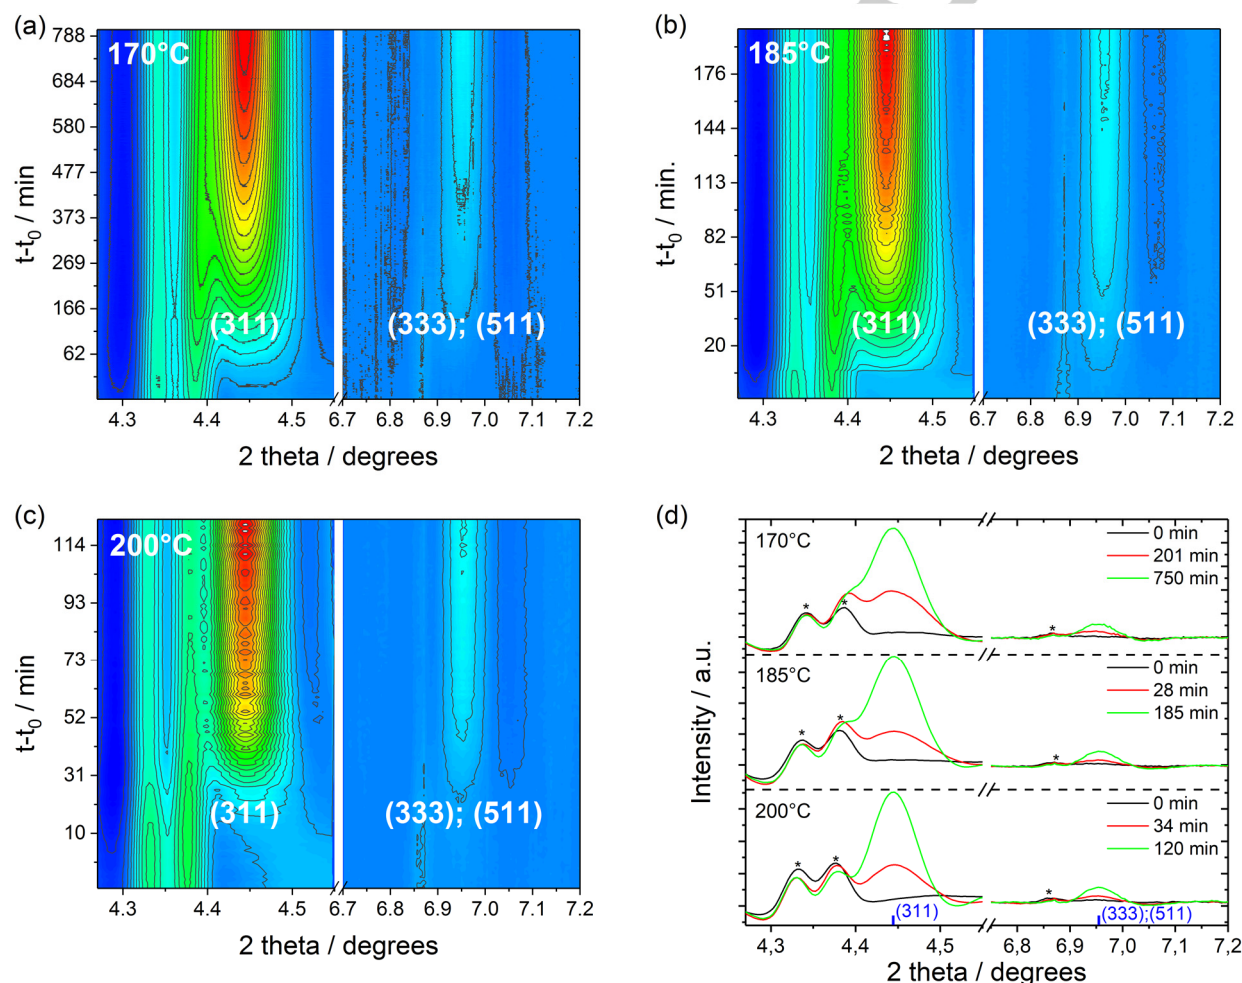 (a)
170°C
788
684
580
477
373
269
166
62
t-t0 / min
(311)
(333); (511)
4.3 4.4 4.5 6.7 6.8 6.9 7.0 7.1 7.2
2 theta / degrees
(b)
185°C
176
144
113
82
51
20
t-t0 / min.
(311)
(333); (511)
4.3 4.4 4.5 6.7 6.8 6.9 7.0 7.1 7.2
2 theta / degrees
(c)
200°C
114
93
73
52
31
10
t-t0 / min
(311)
(333); (511)
4.3 4.4 4.5 6.7 6.8 6.9 7.0 7.1 7.2
2 theta / degrees
(d)
170°C
* * *
0 min
201 min
750 min
185°C
* * *
0 min
28 min
185 min
200°C
* * *
0 min
34 min
120 min
(311)
(333);(511)
Intensity / a.u.
4,3 4,4 4,5 6,8 6,9 7,0 7,1 7,2
2 theta / degrees